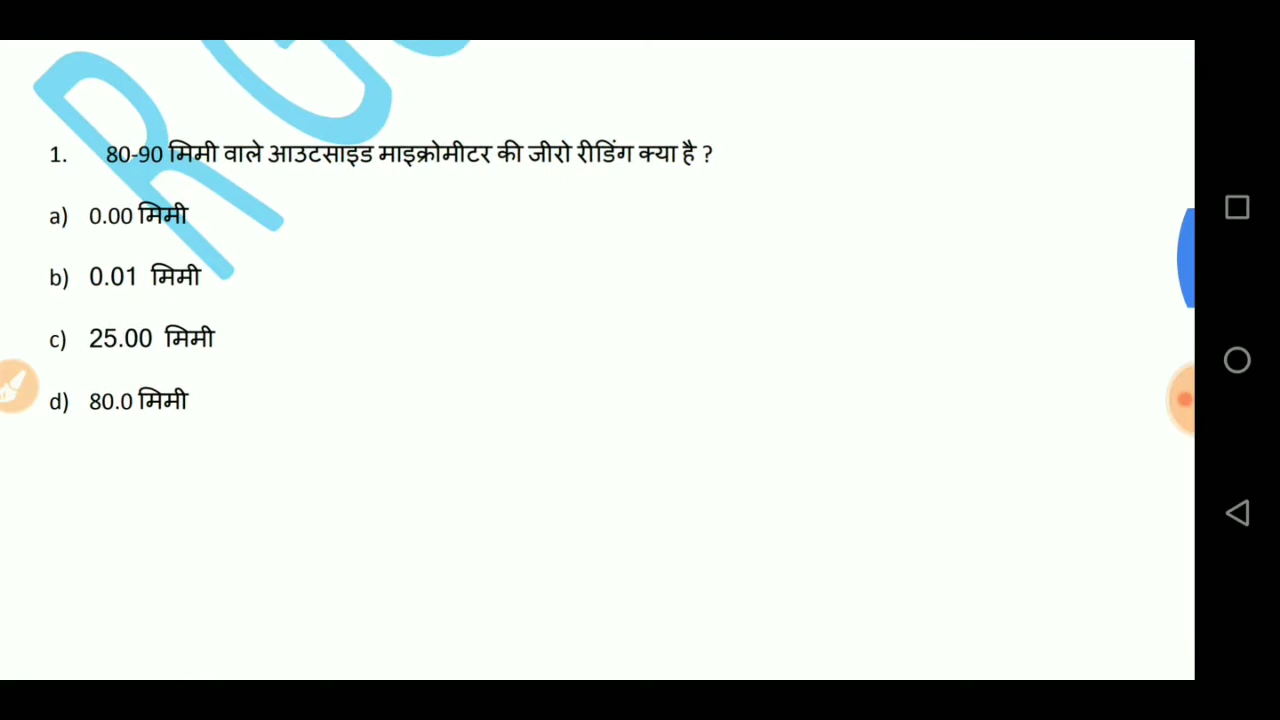 1. 80-90 मिमी वाले आउटसाइड माइक्रोमीटर की जीरो रीडिंग क्या है ?
a) 0.00 मिमी
b) 0.01 मिमी
c) 25.00 मिमी
d) 80.0 मिमी